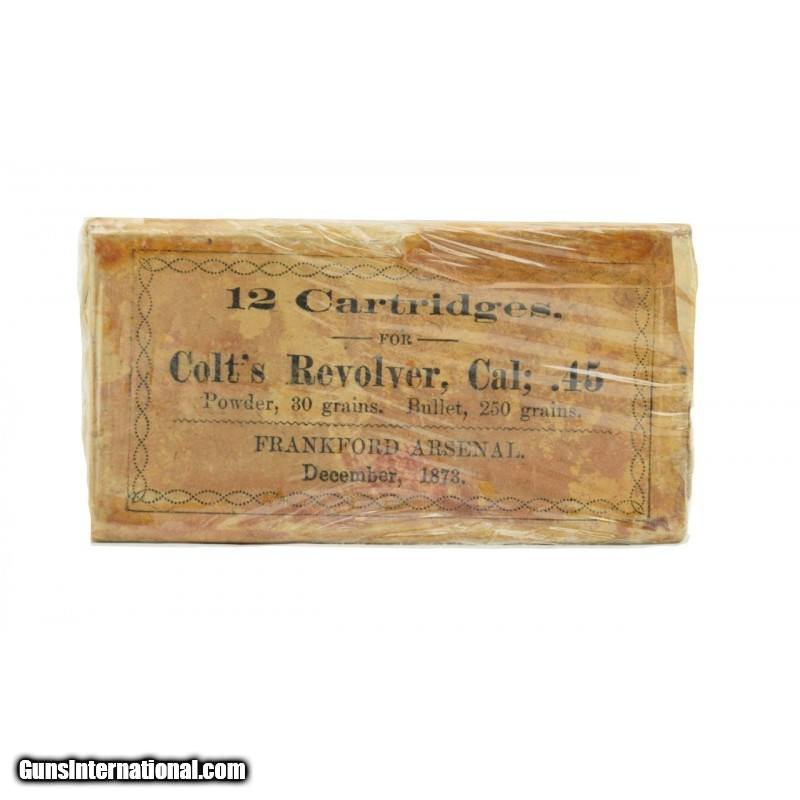 12 Cartridges,
FOR
Colt's Revolver, Cal; .45
Powder, 30 grains. Bullet, 250 grains.
FRANKFORD ARSENAL.
December, 1873.
GunsInternational.com